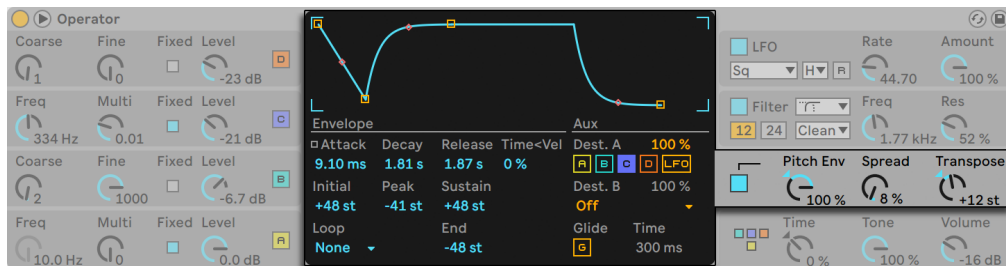 Operator
Coarse Fine Fixed Level
1 0 -23 dB D
Freq Multi Fixed Level
334 Hz 0.01 -21 dB C
Coarse Fine Fixed Level
2 1000 -6.7 dB B
Freq Multi Fixed Level
10.0 Hz 0 0.0 dB A
Envelope
Attack Decay Release Time<Vel
9.10 ms 1.81 s 1.87 s 0 %
Initial Peak Sustain
+48 st -41 st +48 st
Loop End
None -48 st
Aux
Dest. A 100 %
A B C D LFO
Dest. B 100 %
Off
Glide Time
G 300 ms
LFO Rate Amount
Sq H R 44.70 100 %
Filter Freq Res
12 24 Clean 1.77 kHz 52 %
Pitch Env Spread Transpose
100 % 8 % +12 st
Time Tone Volume
0 % 100 % -16 dB